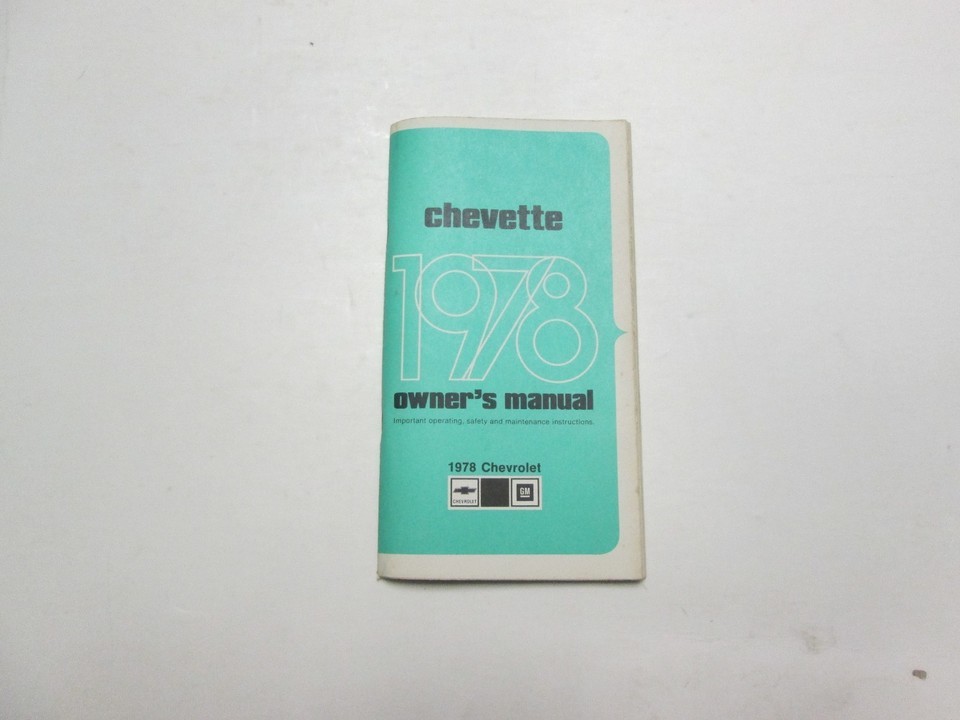 chevette
1978
owner's manual
Important operating, safety and maintenance instructions.
1978 Chevrolet
CHEVROLET
GM